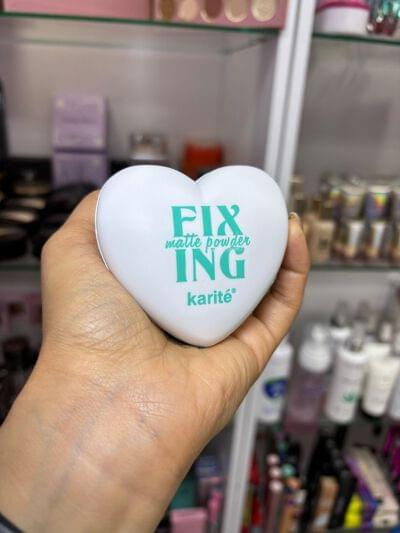 FIX
matte powder
ING
karité®